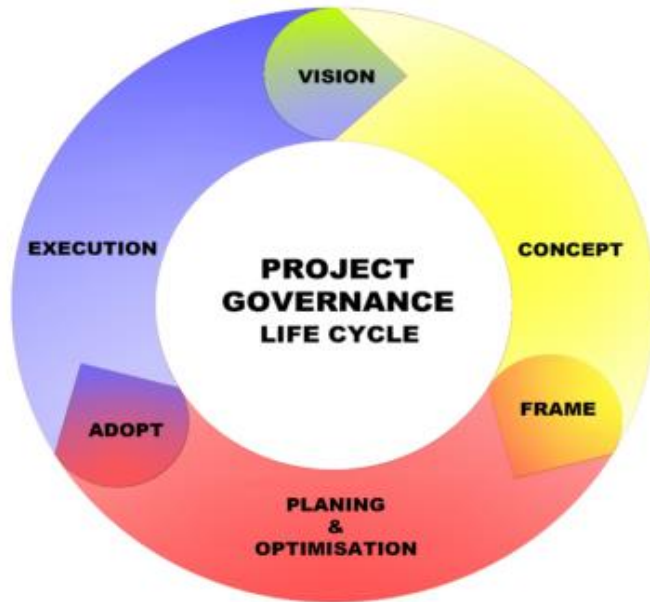 VISION
EXECUTION
CONCEPT
PROJECT
GOVERNANCE
LIFE CYCLE
FRAME
ADOPT
PLANING
&
OPTIMISATION